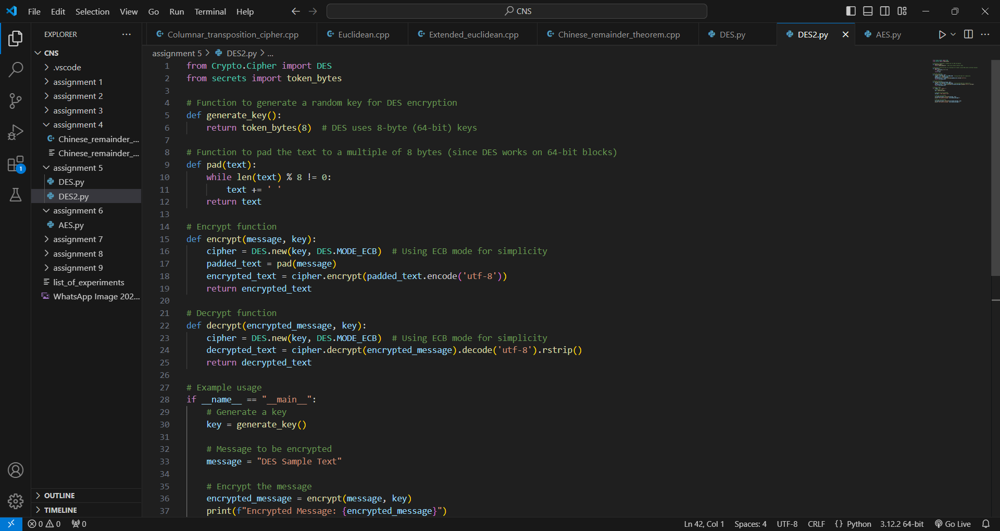 File Edit Selection View Go Run Terminal Help
CNS
EXPLORER
CNS
.vscode
assignment 1
assignment 2
assignment 3
assignment 4
Chinese_remainder_...
Chinese_remainder_...
assignment 5
DES.py
DES2.py
assignment 6
AES.py
assignment 7
assignment 8
assignment 9
list_of_experiments
WhatsApp Image 202...
OUTLINE
TIMELINE
1
Columnar_transposition_cipher.cpp Euclidean.cpp Extended_euclidean.cpp Chinese_remainder_theorem.cpp DES.py DES2.py AES.py
assignment 5 > DES2.py > ...
1 from Crypto.Cipher import DES
2 from secrets import token_bytes
3
4 # Function to generate a random key for DES encryption
5 def generate_key():
6     return token_bytes(8)  # DES uses 8-byte (64-bit) keys
7
8 # Function to pad the text to a multiple of 8 bytes (since DES works on 64-bit blocks)
9 def pad(text):
10     while len(text) % 8 != 0:
11         text += ' '
12     return text
13
14 # Encrypt function
15 def encrypt(message, key):
16     cipher = DES.new(key, DES.MODE_ECB)  # Using ECB mode for simplicity
17     padded_text = pad(message)
18     encrypted_text = cipher.encrypt(padded_text.encode('utf-8'))
19     return encrypted_text
20
21 # Decrypt function
22 def decrypt(encrypted_message, key):
23     cipher = DES.new(key, DES.MODE_ECB)  # Using ECB mode for simplicity
24     decrypted_text = cipher.decrypt(encrypted_message).decode('utf-8').rstrip()
25     return decrypted_text
26
27 # Example usage
28 if __name__ == "__main__":
29     # Generate a key
30     key = generate_key()
31
32     # Message to be encrypted
33     message = "DES Sample Text"
34
35     # Encrypt the message
36     encrypted_message = encrypt(message, key)
37     print(f"Encrypted Message: {encrypted_message}")
0 0 0 Ln 42, Col 1 Spaces: 4 UTF-8 CRLF {} Python 3.12.2 64-bit Go Live